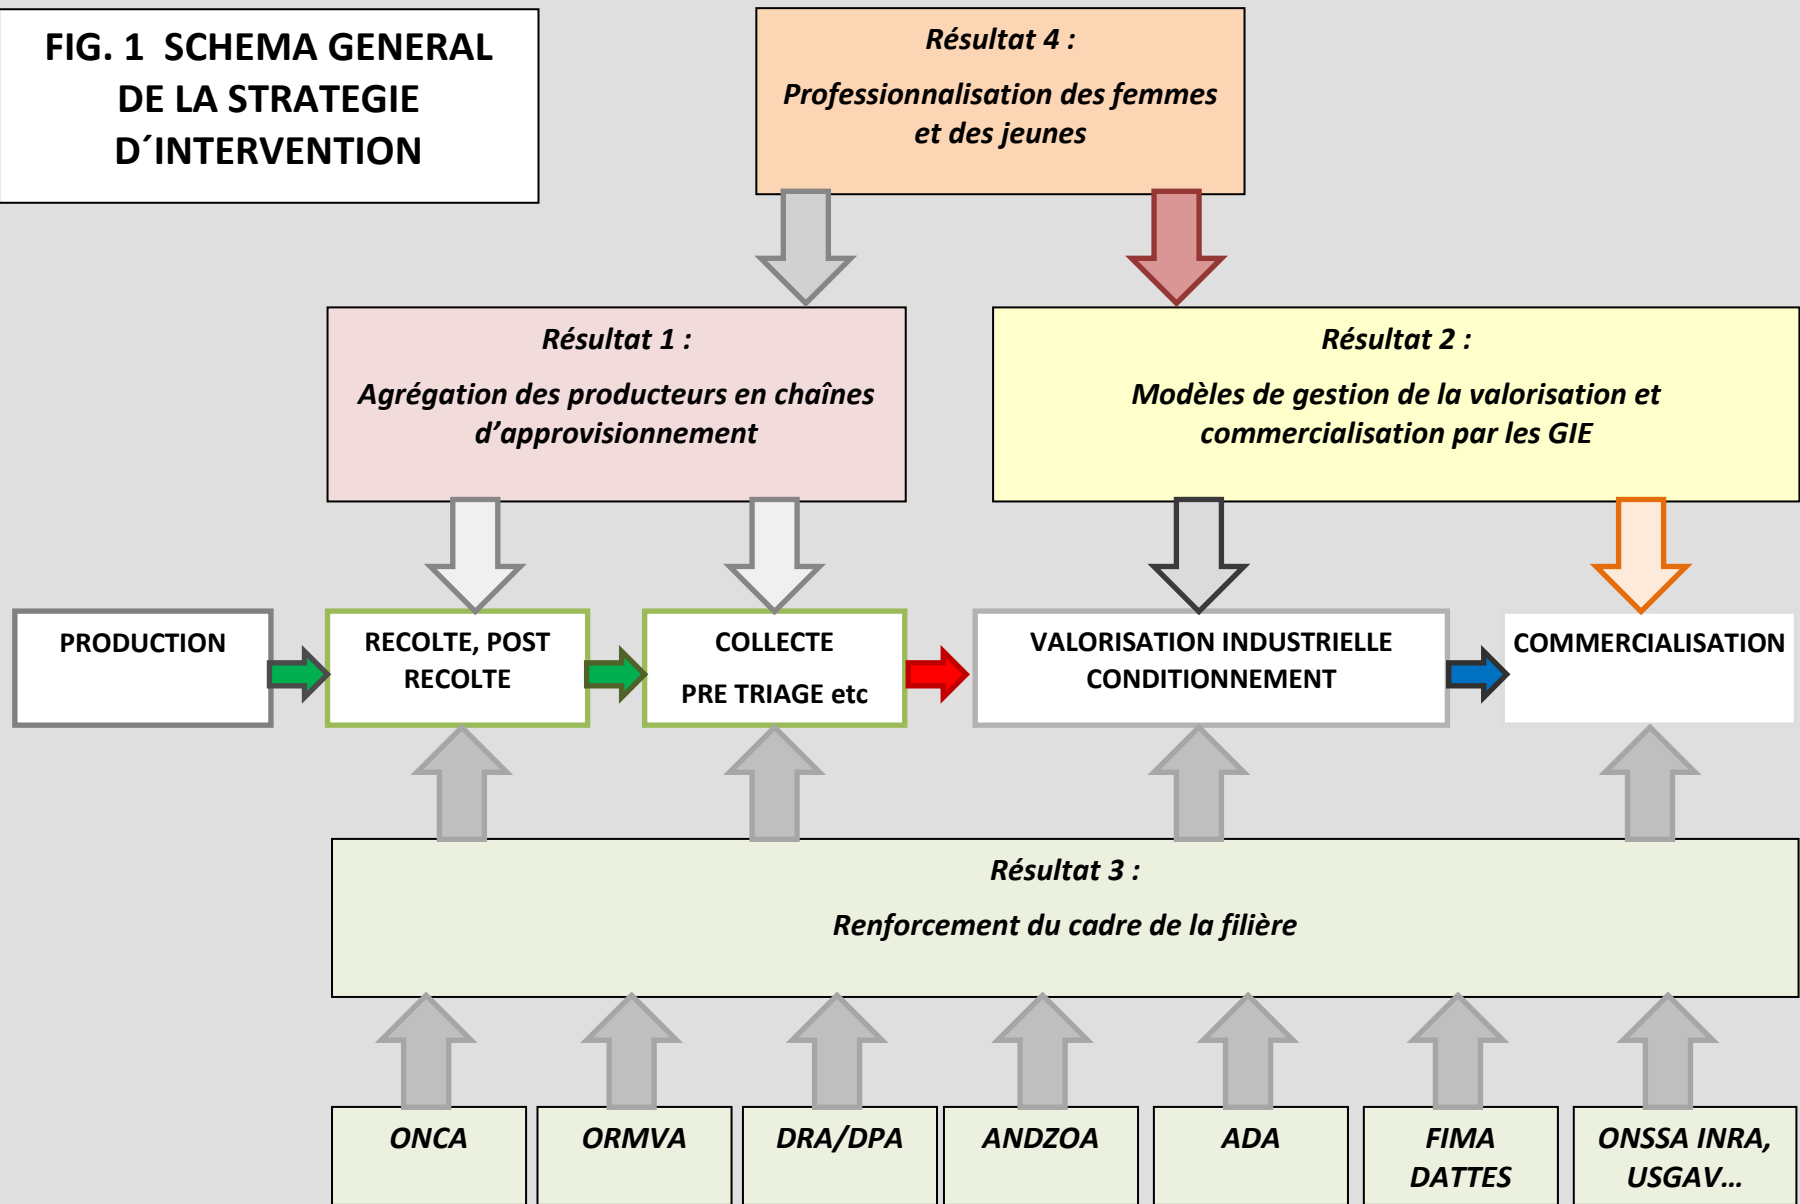 FIG. 1 SCHEMA GENERAL
DE LA STRATEGIE
D´INTERVENTION
Résultat 4 :
Professionnalisation des femmes
et des jeunes
Résultat 1 :
Agrégation des producteurs en chaînes
d’approvisionnement
Résultat 2 :
Modèles de gestion de la valorisation et
commercialisation par les GIE
PRODUCTION
RECOLTE, POST
RECOLTE
COLLECTE
PRE TRIAGE etc
VALORISATION INDUSTRIELLE
CONDITIONNEMENT
COMMERCIALISATION
Résultat 3 :
Renforcement du cadre de la filière
ONCA
ORMVA
DRA/DPA
ANDZOA
ADA
FIMA
DATTES
ONSSA INRA,
USGAV...